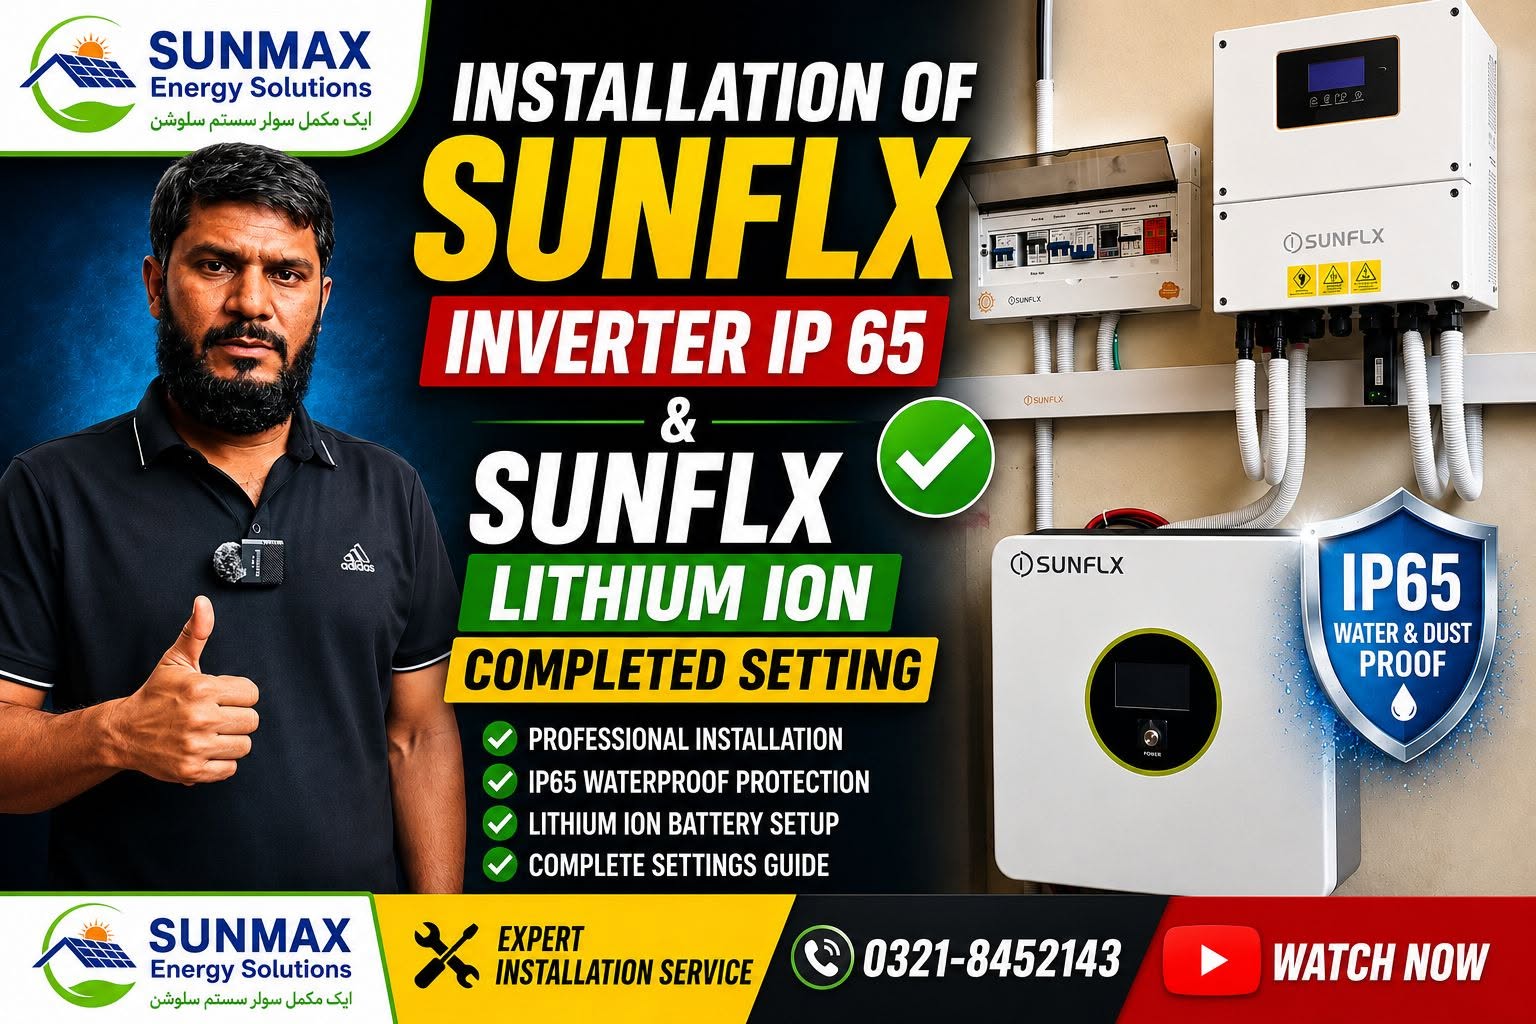 SUNMAX
Energy Solutions
ایک مکمل سولر سسٹم سلوشن
INSTALLATION OF
SUNFLX
INVERTER IP 65
&
SUNFLX
LITHIUM ION
COMPLETED SETTING
PROFESSIONAL INSTALLATION
IP65 WATERPROOF PROTECTION
LITHIUM ION BATTERY SETUP
COMPLETE SETTINGS GUIDE
adidas
SUNFLX
SUNFLX
SUNFLX
SUNFLX
POWER
IP65
WATER & DUST
PROOF
SUNMAX
Energy Solutions
ایک مکمل سولر سسٹم سلوشن
EXPERT
INSTALLATION SERVICE
0321-8452143
WATCH NOW